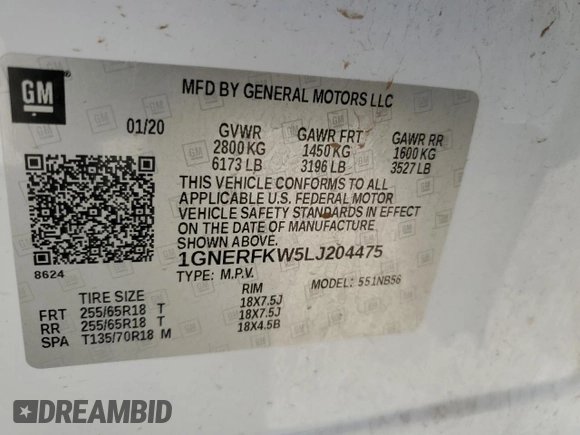 GM
MFD BY GENERAL MOTORS LLC
01/20 GVWR GAWR FRT GAWR RR
2800 KG 1450 KG 1600 KG
6173 LB 3196 LB 3527 LB
THIS VEHICLE CONFORMS TO ALL
APPLICABLE U.S. FEDERAL MOTOR
VEHICLE SAFETY STANDARDS IN EFFECT
ON THE DATE OF MANUFACTURE
SHOWN ABOVE.
8624 1GNERFKW5LJ204475
TYPE: M.P.V. MODEL: 551NB56
TIRE SIZE RIM
FRT 255/65R18 T 18X7.5J
RR 255/65R18 T 18X7.5J
SPA T135/70R18 M 18X4.5B
DREAMBID